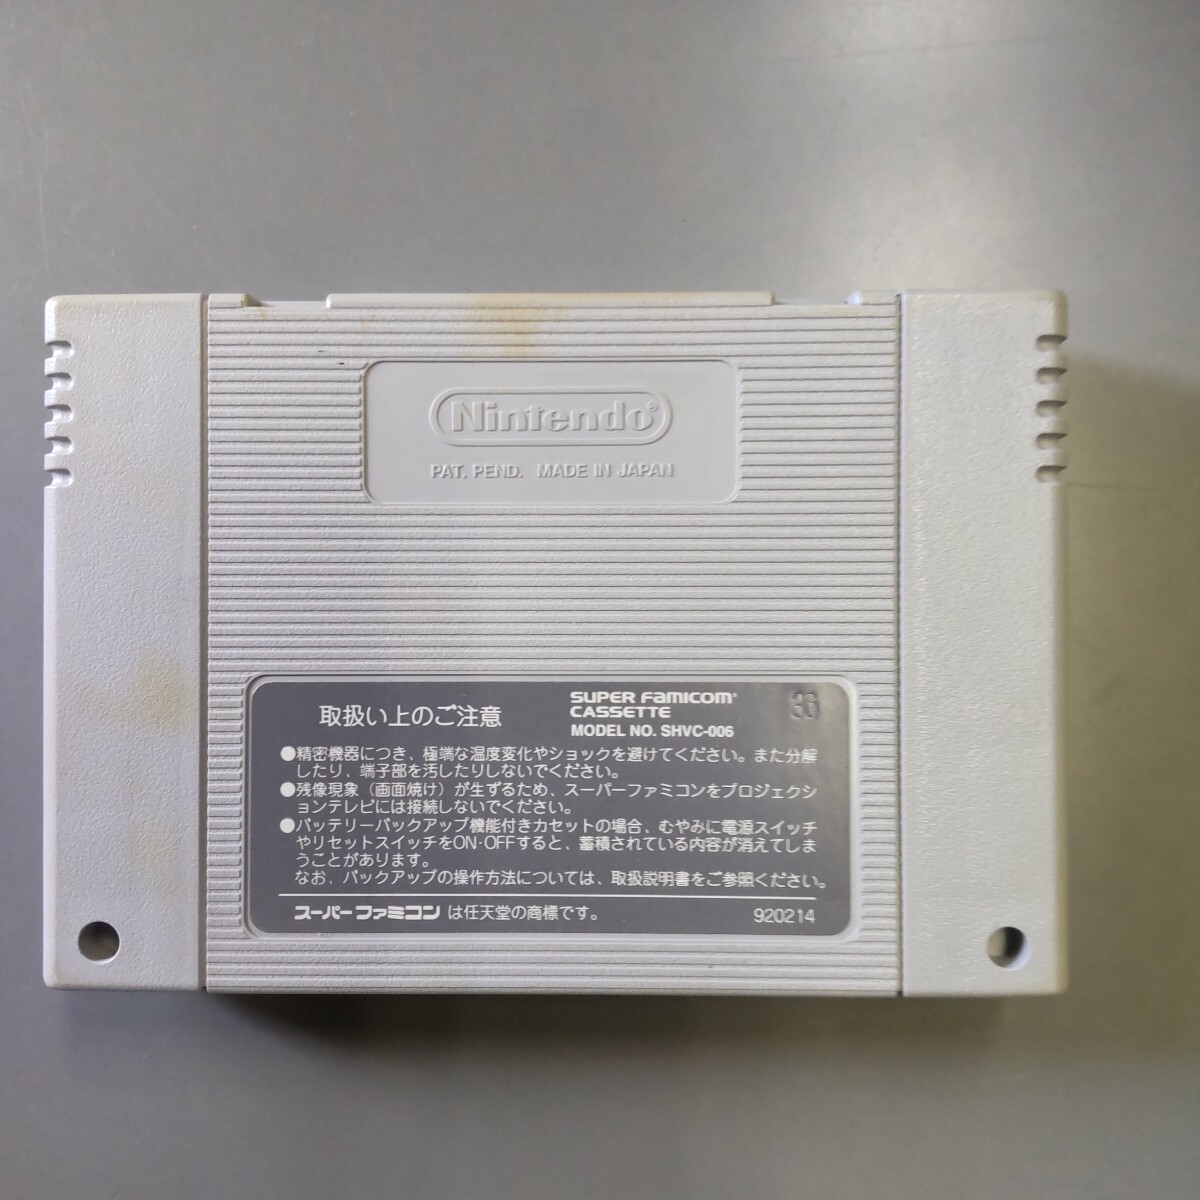 Nintendo®
PAT. PEND. MADE IN JAPAN
取扱い上のご注意
SUPER FAMICOM®
CASSETTE
MODEL NO. SHVC-006
36
●精密機器につき、極端な温度変化やショックを避けてください。また分解
したり、端子部を汚したりしないでください。
●残像現象(画面焼け)が生ずるため、スーパーファミコンをプロジェクシ
ョンテレビには接続しないでください。
●バッテリーバックアップ機能付きカセットの場合、むやみに電源スイッチ
やリセットスイッチをON・OFFすると、蓄積されている内容が消えてしま
うことがあります。
なお、バックアップの操作方法については、取扱説明書をご参照ください。
スーパーファミコン は任天堂の商標です。
920214